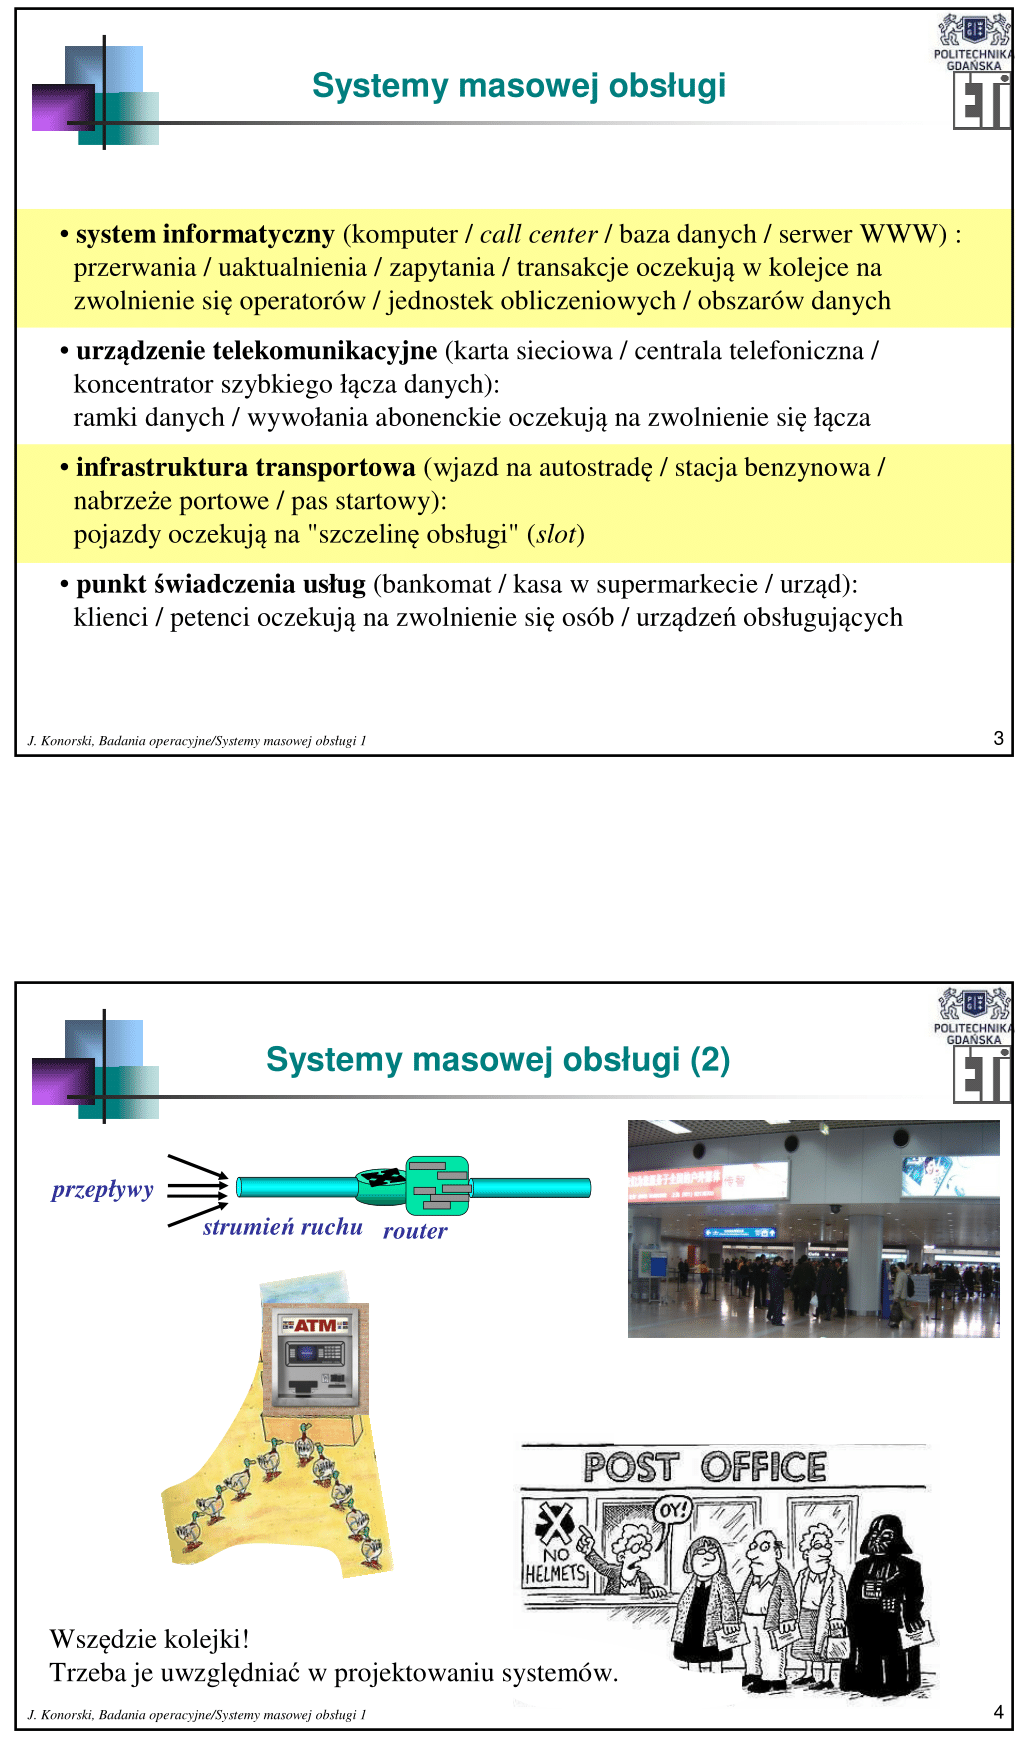 POLITECHNIKA
GDAŃSKA
ETI
Systemy masowej obsługi
• system informatyczny (komputer / call center / baza danych / serwer WWW) :
przerwania / uaktualnienia / zapytania / transakcje oczekują w kolejce na
zwolnienie się operatorów / jednostek obliczeniowych / obszarów danych
• urządzenie telekomunikacyjne (karta sieciowa / centrala telefoniczna /
koncentrator szybkiego łącza danych):
ramki danych / wywołania abonenckie oczekują na zwolnienie się łącza
• infrastruktura transportowa (wjazd na autostradę / stacja benzynowa /
nabrzeże portowe / pas startowy):
pojazdy oczekują na "szczelinę obsługi" (slot)
• punkt świadczenia usług (bankomat / kasa w supermarkecie / urząd):
klienci / petenci oczekują na zwolnienie się osób / urządzeń obsługujących
J. Konorski, Badania operacyjne/Systemy masowej obsługi 1
3
POLITECHNIKA
GDAŃSKA
ETI
Systemy masowej obsługi (2)
przepływy
strumień ruchu
router
ATM
POST OFFICE
OY!
NO
HELMETS
Wszędzie kolejki!
Trzeba je uwzględniać w projektowaniu systemów.
J. Konorski, Badania operacyjne/Systemy masowej obsługi 1
4